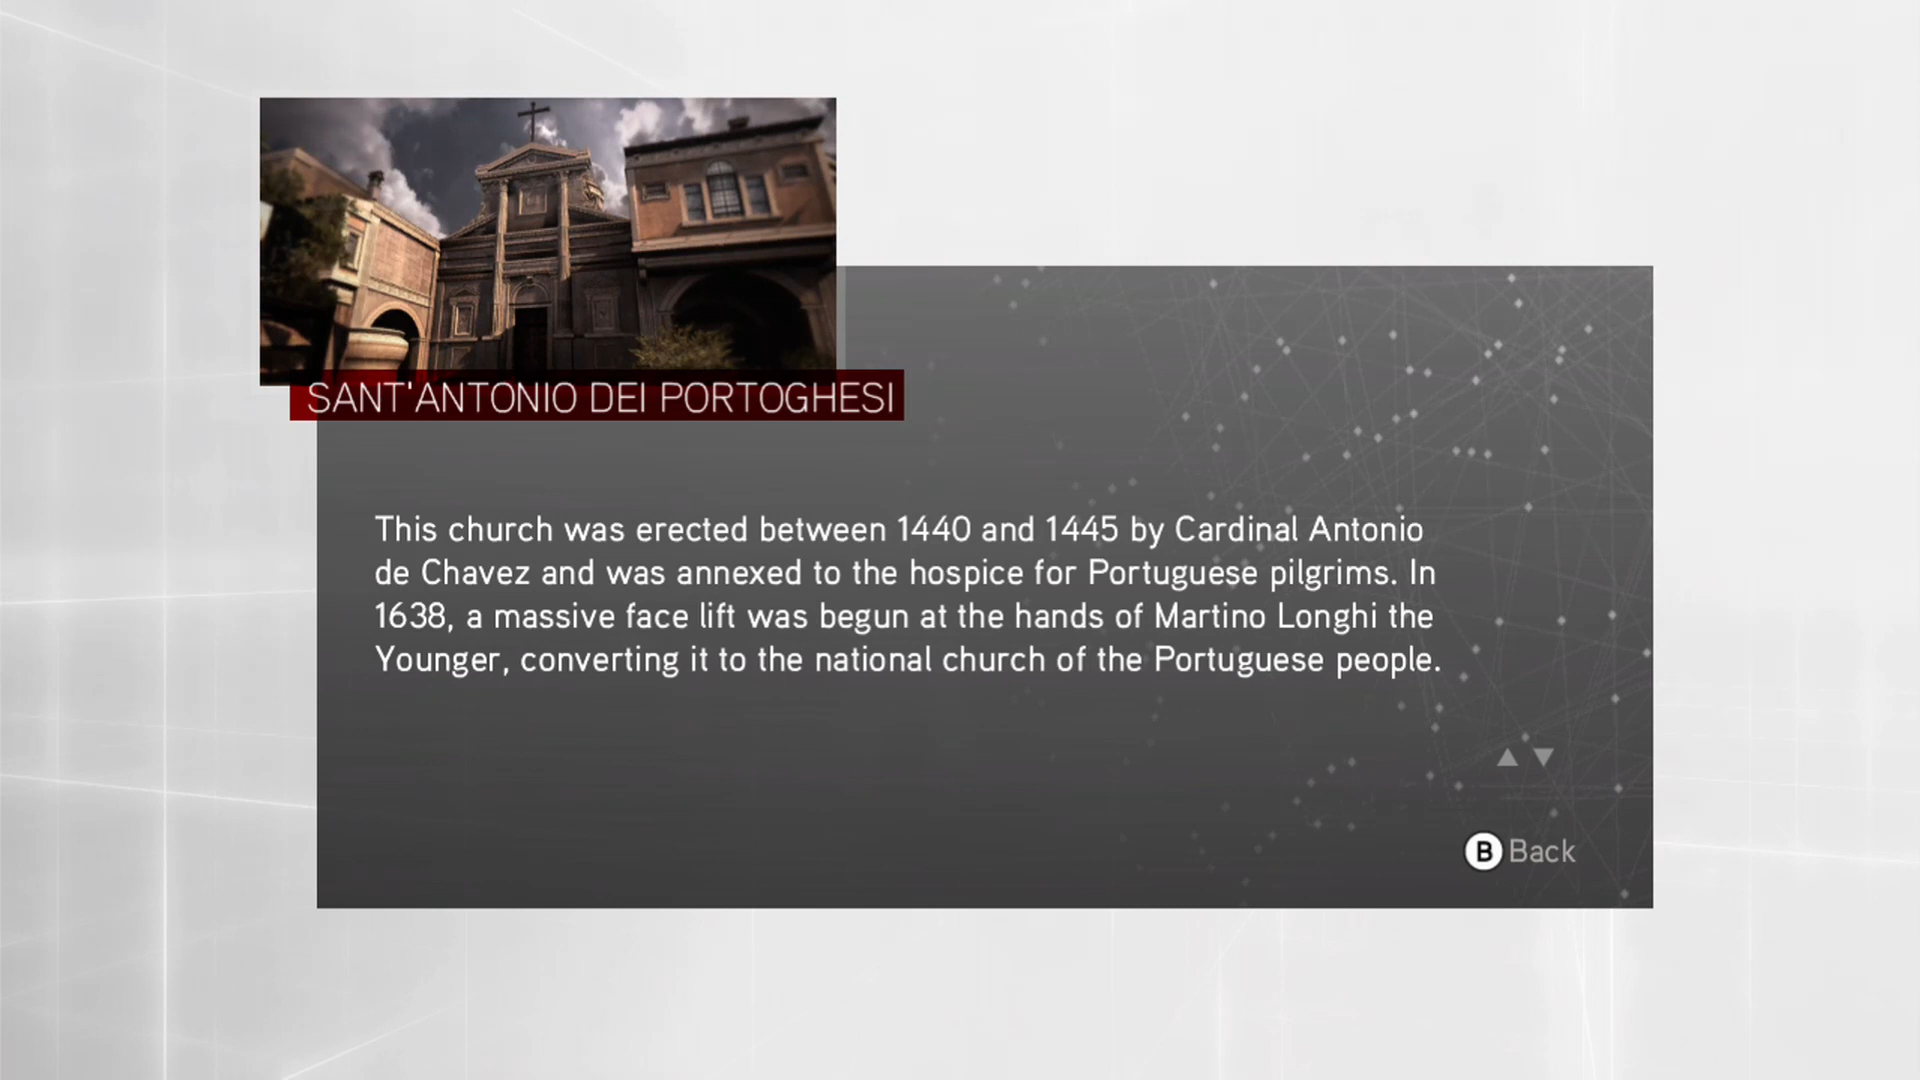 SANT'ANTONIO DEI PORTOGHESI
This church was erected between 1440 and 1445 by Cardinal Antonio
de Chavez and was annexed to the hospice for Portuguese pilgrims. In
1638, a massive face lift was begun at the hands of Martino Longhi the
Younger, converting it to the national church of the Portuguese people.
B Back